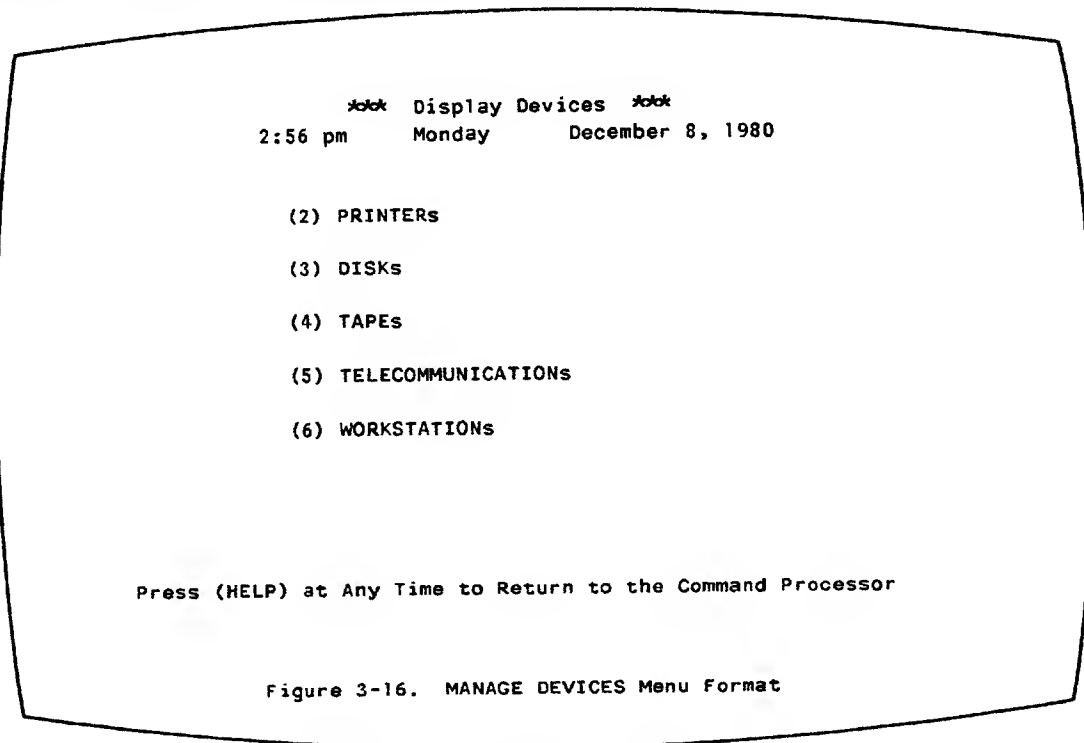 *** Display Devices ***
2:56 pm Monday December 8, 1980
(2) PRINTERs
(3) DISKs
(4) TAPEs
(5) TELECOMMUNICATIONs
(6) WORKSTATIONs
Press (HELP) at Any Time to Return to the Command Processor
Figure 3-16. MANAGE DEVICES Menu Format